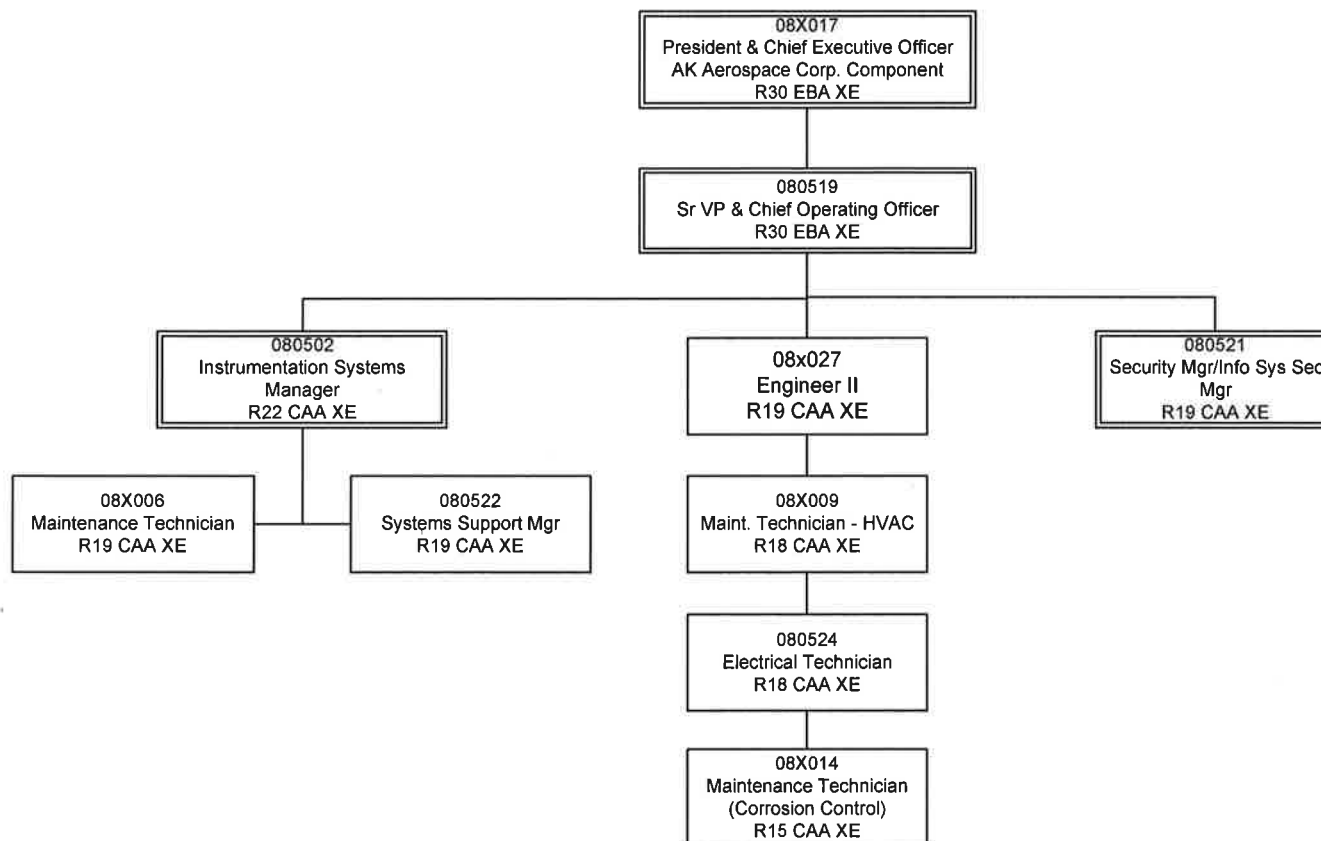 08X017
President & Chief Executive Officer
AK Aerospace Corp. Component
R30 EBA XE
080519
Sr VP & Chief Operating Officer
R30 EBA XE
080502
Instrumentation Systems
Manager
R22 CAA XE
08x027
Engineer II
R19 CAA XE
080521
Security Mgr/Info Sys Sec
Mgr
R19 CAA XE
08X006
Maintenance Technician
R19 CAA XE
080522
Systems Support Mgr
R19 CAA XE
08X009
Maint. Technician - HVAC
R18 CAA XE
080524
Electrical Technician
R18 CAA XE
08X014
Maintenance Technician
(Corrosion Control)
R15 CAA XE